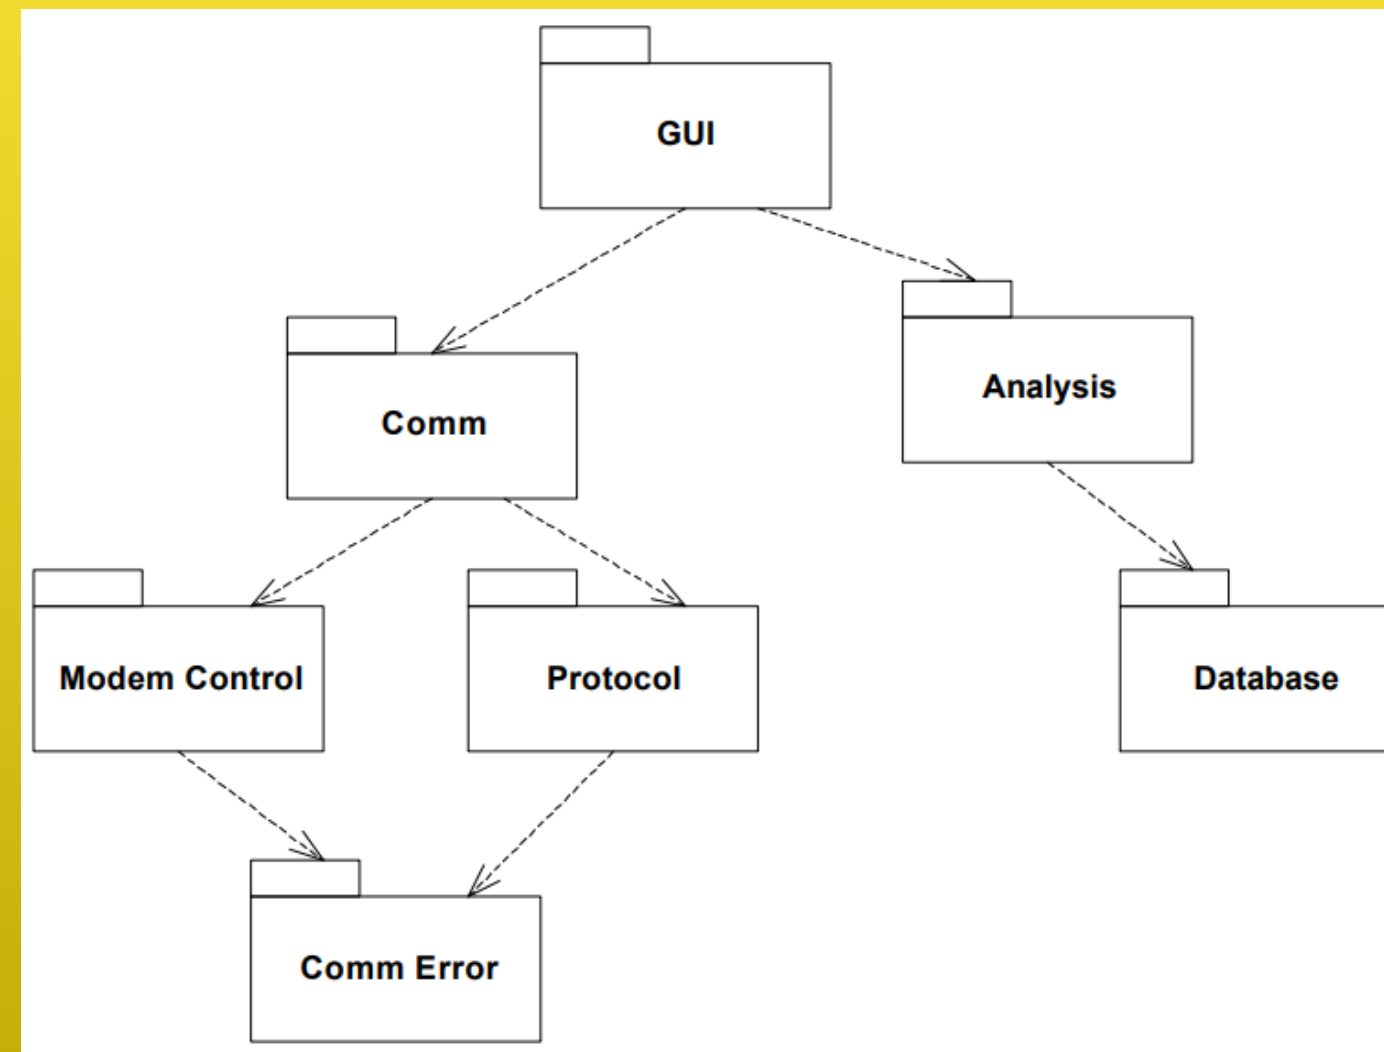 GUI
Analysis
Comm
Modem Control
Protocol
Database
Comm Error